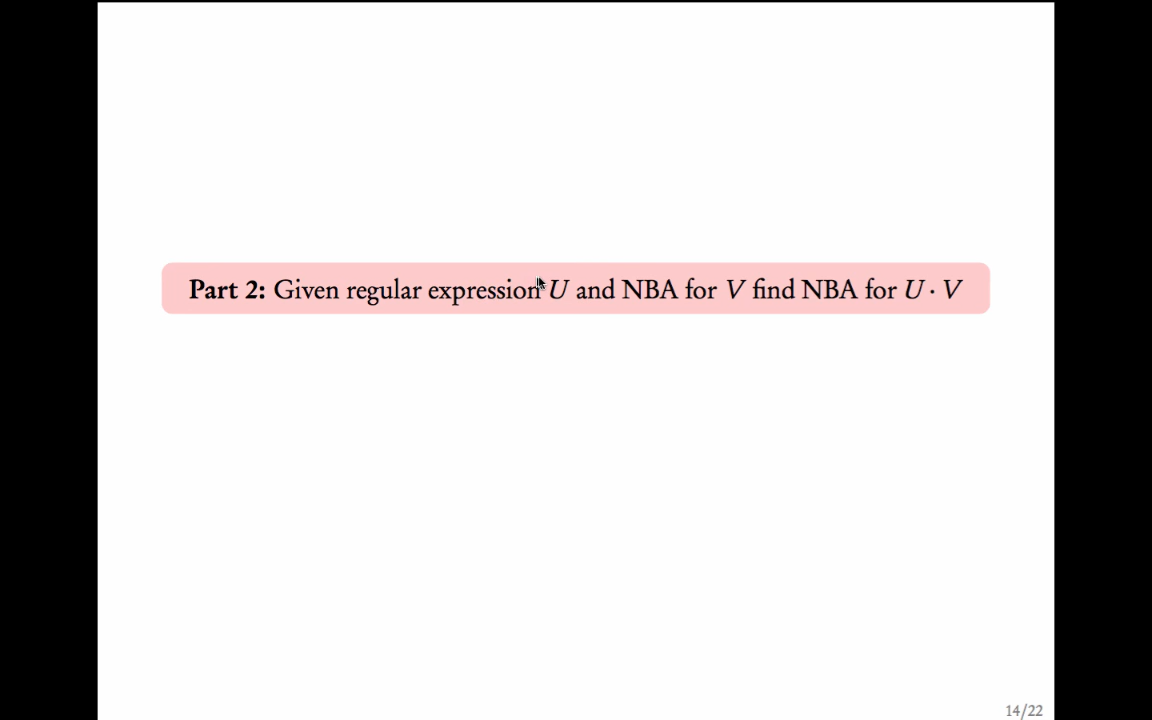 Part 2: Given regular expression U and NBA for V find NBA for U · V
14/22